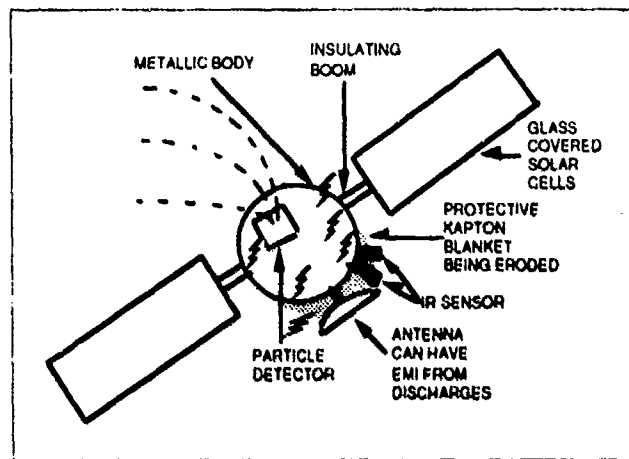 METALLIC BODY
INSULATING
BOOM
GLASS
COVERED
SOLAR
CELLS
PROTECTIVE
KAPTON
BLANKET
BEING ERODED
IR SENSOR
ANTENNA
CAN HAVE
EMI FROM
DISCHARGES
PARTICLE
DETECTOR